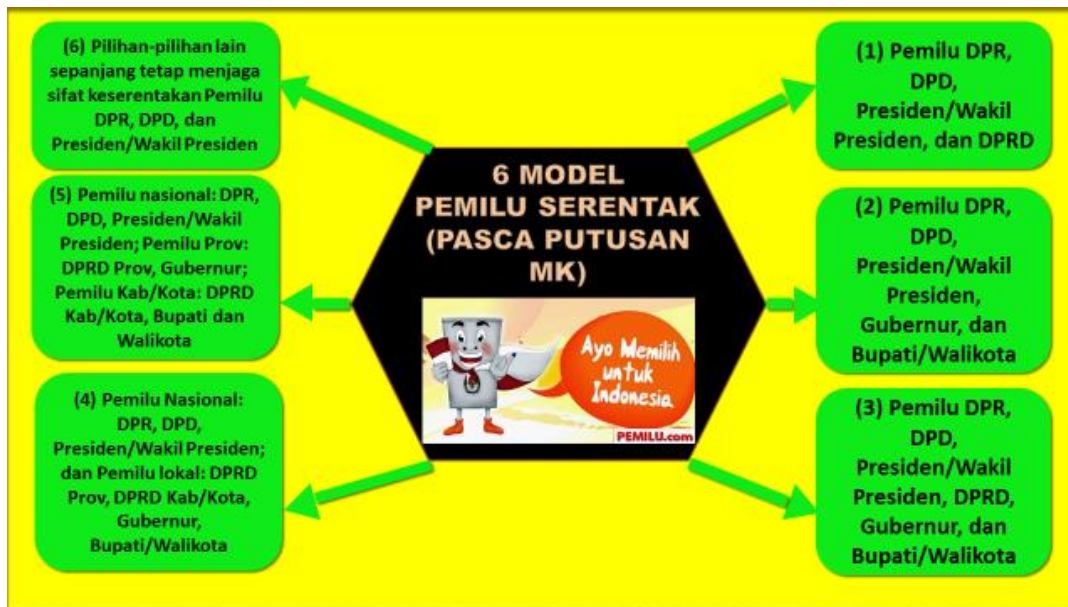 6 MODEL
PEMILU SERENTAK
(PASCA PUTUSAN
MK)
Ayo Memilih
untuk
Indonesia
PEMILU.com
(1) Pemilu DPR,
DPD,
Presiden/Wakil
Presiden, dan DPRD
(2) Pemilu DPR,
DPD,
Presiden/Wakil
Presiden,
Gubernur, dan
Bupati/Walikota
(3) Pemilu DPR,
DPD,
Presiden/Wakil
Presiden, DPRD,
Gubernur, dan
Bupati/Walikota
(4) Pemilu Nasional:
DPR, DPD,
Presiden/Wakil Presiden;
dan Pemilu lokal: DPRD
Prov, DPRD Kab/Kota,
Gubernur,
Bupati/Walikota
(5) Pemilu nasional: DPR,
DPD, Presiden/Wakil
Presiden; Pemilu Prov:
DPRD Prov, Gubernur;
Pemilu Kab/Kota: DPRD
Kab/Kota, Bupati dan
Walikota
(6) Pilihan-pilihan lain
sepanjang tetap menjaga
sifat keserentakan Pemilu
DPR, DPD, dan
Presiden/Wakil Presiden